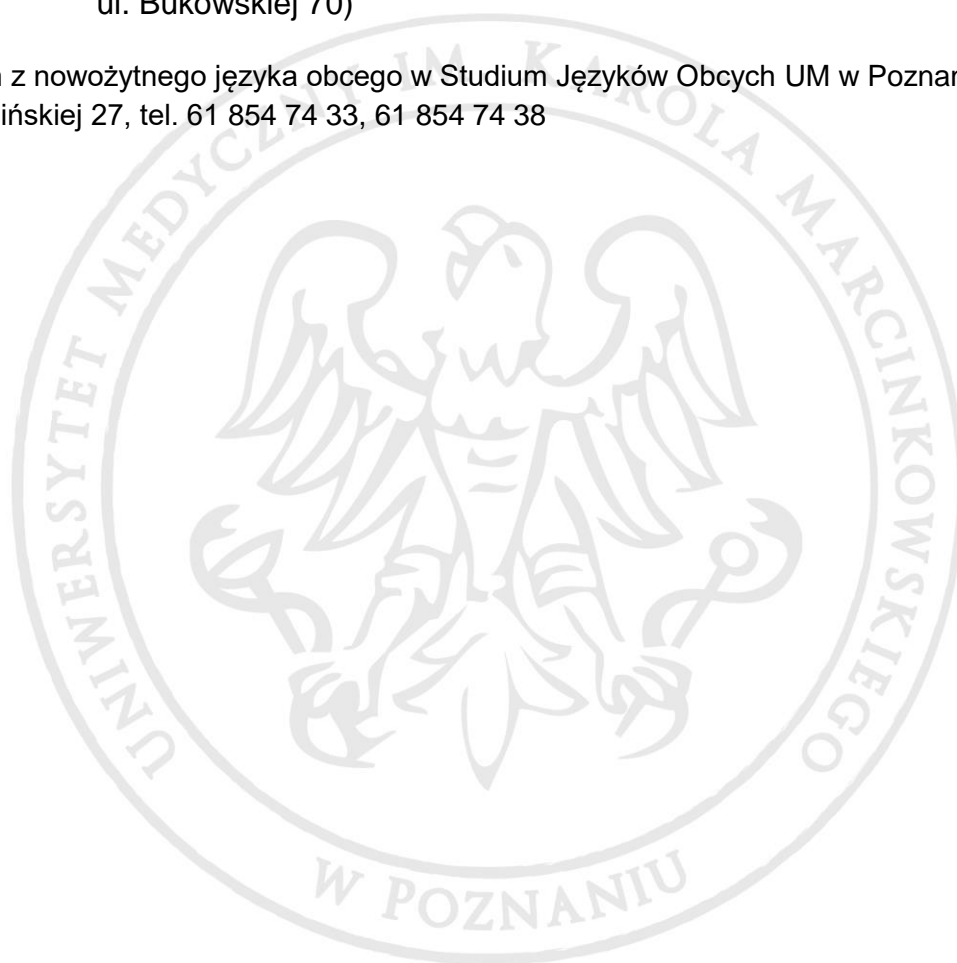 ul. Bukowskiej 70)
z nowożytnego języka obcego w Studium Języków Obcych UM w Poznan
ińskiej 27, tel. 61 854 74 33, 61 854 74 38
UNIWERSYTET MEDYCZNY IM. KAROLA MARCINKOWSKIEGO
W POZNANIU